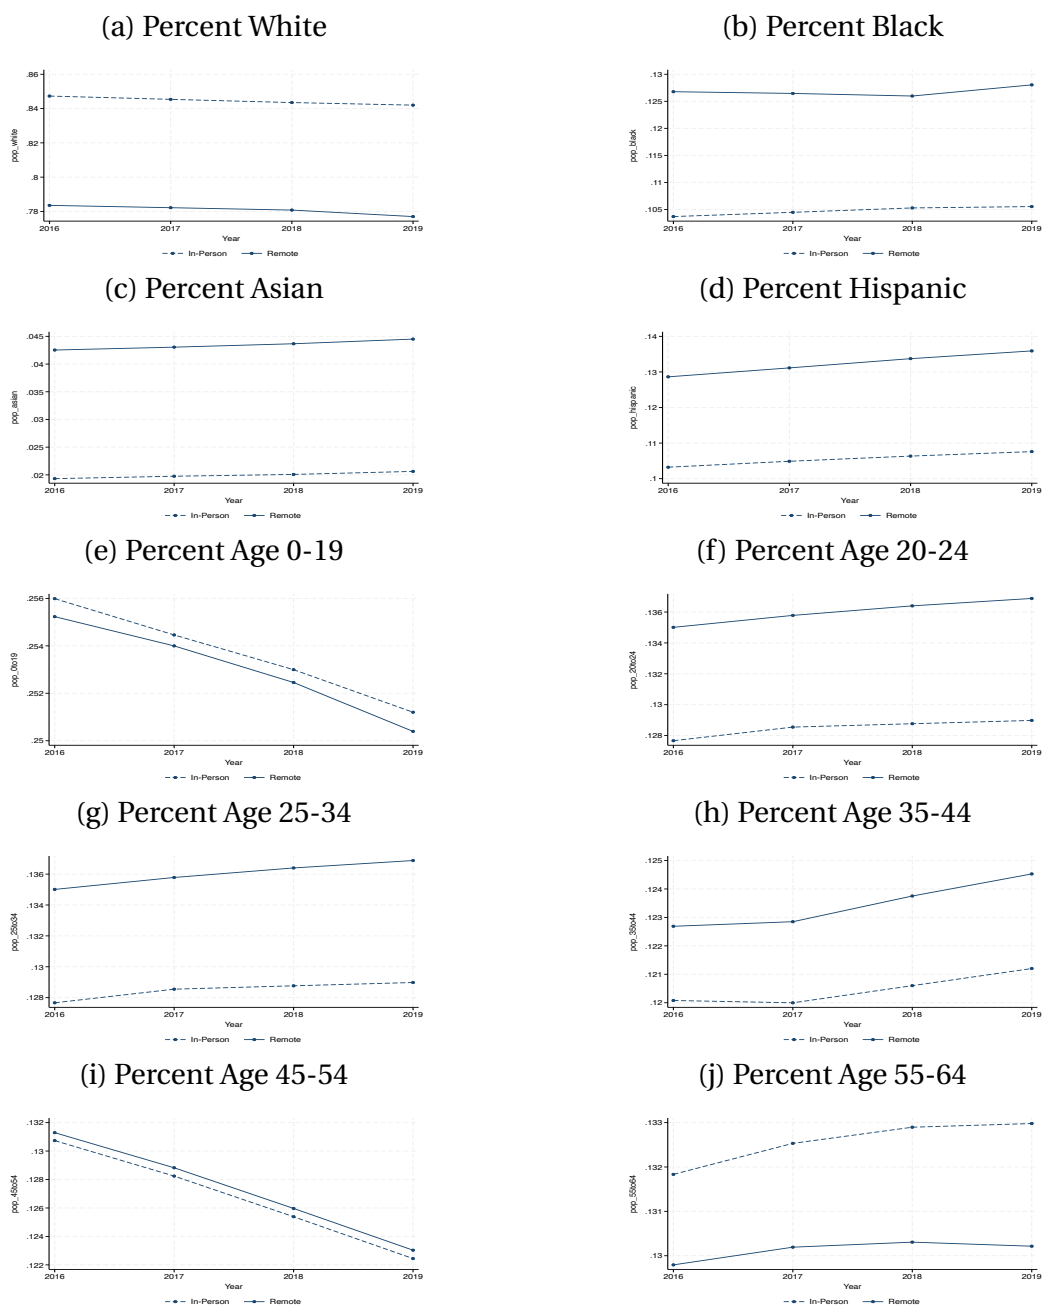 (a) Percent White
(b) Percent Black
.86
.84
.82
.8
.78
pop_white
2016 2017 2018 2019
Year
In-Person Remote
.13
.125
.12
.115
.11
.105
pop_black
2016 2017 2018 2019
Year
In-Person Remote
(c) Percent Asian
(d) Percent Hispanic
.045
.04
.035
.03
.025
.02
pop_asian
2016 2017 2018 2019
Year
In-Person Remote
.14
.13
.12
.11
.1
pop_hispanic
2016 2017 2018 2019
Year
In-Person Remote
(e) Percent Age 0-19
(f) Percent Age 20-24
.256
.254
.252
.25
pop_0to19
2016 2017 2018 2019
Year
In-Person Remote
.136
.134
.132
.13
.128
pop_20to24
2016 2017 2018 2019
Year
In-Person Remote
(g) Percent Age 25-34
(h) Percent Age 35-44
.136
.134
.132
.13
.128
pop_25to34
2016 2017 2018 2019
Year
In-Person Remote
.125
.124
.123
.122
.121
.12
pop_35to44
2016 2017 2018 2019
Year
In-Person Remote
(i) Percent Age 45-54
(j) Percent Age 55-64
.132
.13
.128
.126
.124
.122
pop_45to54
2016 2017 2018 2019
Year
In-Person Remote
.133
.132
.131
.13
pop_55to64
2016 2017 2018 2019
Year
In-Person Remote